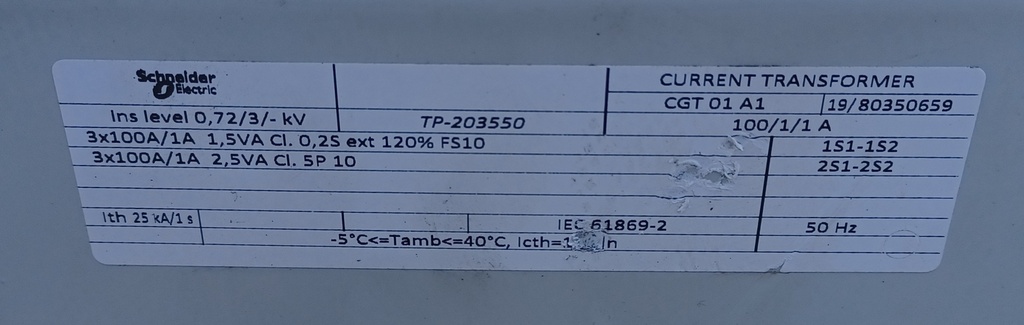 Schneider Electric
CURRENT TRANSFORMER
CGT 01 A1 19/80350659
Ins level 0,72/3/- kV TP-203550 100/1/1 A
3x100A/1A 1,5VA Cl. 0,2S ext 120% FS10 1S1-1S2
3x100A/1A 2,5VA Cl. 5P 10 2S1-2S2
Ith 25 kA/1 s IEC 61869-2 50 Hz
-5°C<=Tamb<=40°C,